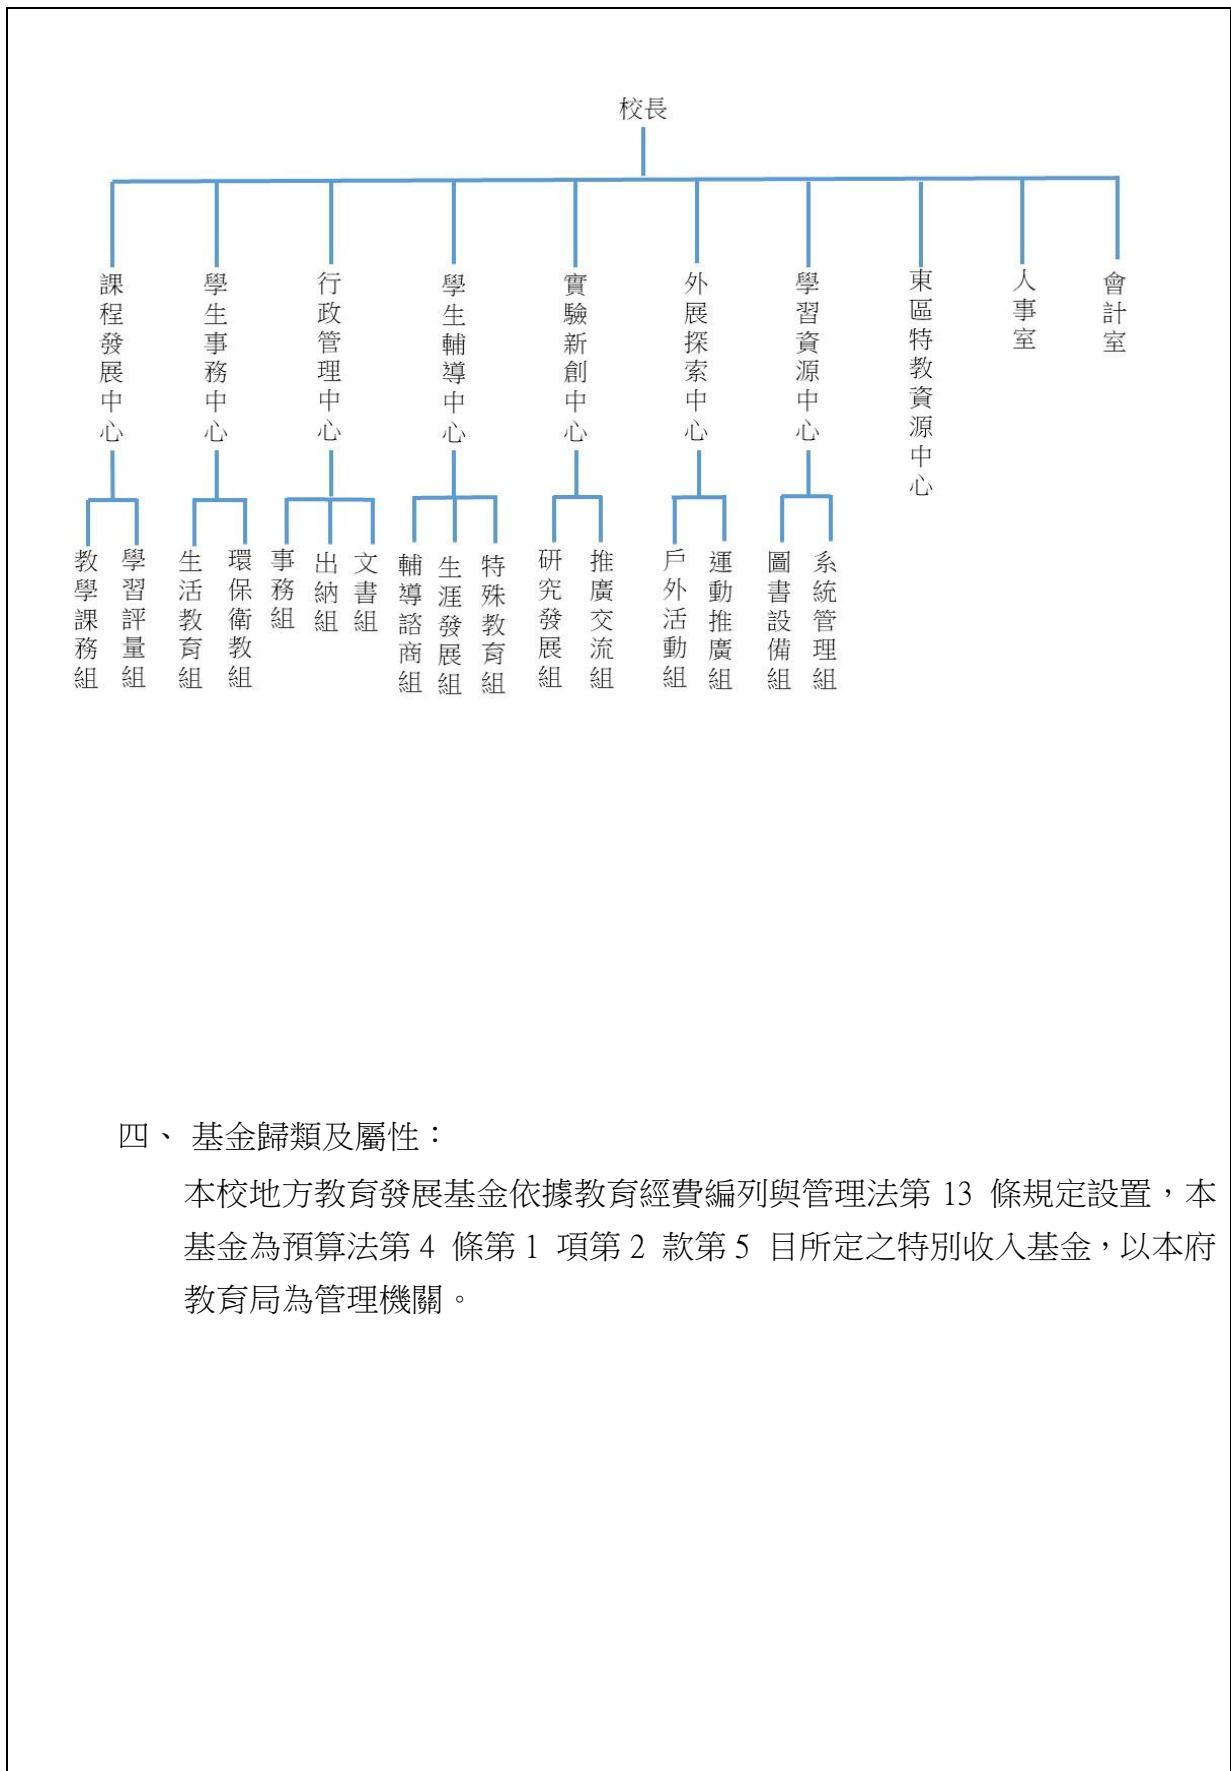 校長
課程發展中心
學生事務中心
行政管理中心
學生輔導中心
實驗新創中心
外展探索中心
學習資源中心
東區特教資源中心
人事室
會計室
教學課務組
學習評量組
生活教育組
環保衛教組
事務組
出納組
文書組
輔導諮商組
生涯發展組
特殊教育組
研究發展組
推廣交流組
戶外活動組
運動推廣組
圖書設備組
系統管理組
四、 基金歸類及屬性：
本校地方教育發展基金依據教育經費編列與管理法第 13 條規定設置，本
基金為預算法第 4 條第 1 項第 2 款第 5 目所定之特別收入基金，以本府
教育局為管理機關。